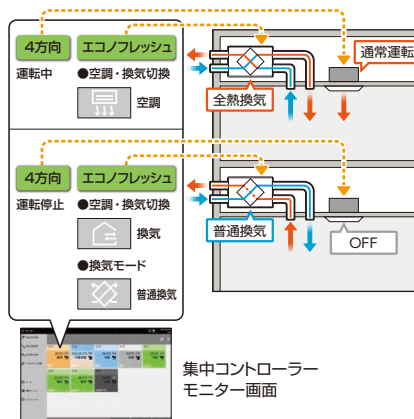 4方向
エコノフレッシュ
運転中
●空調・換気切換
空調
全熱換気
通常運転
4方向
エコノフレッシュ
運転停止
●空調・換気切換
換気
●換気モード
普通換気
普通換気
OFF
集中コントローラー
モニター画面